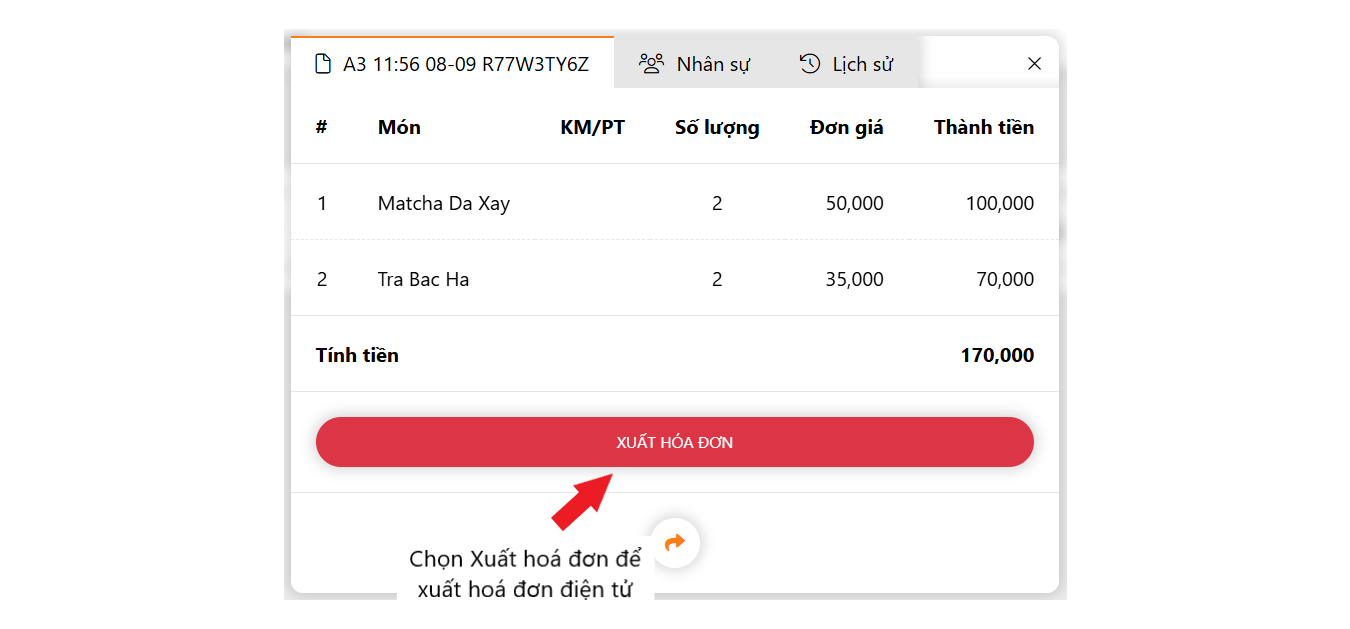 A3 11:56 08-09 R77W3TY6Z Nhân sự Lịch sử
# Món KM/PT Số lượng Đơn giá Thành tiền
1 Matcha Da Xay 2 50,000 100,000
2 Tra Bac Ha 2 35,000 70,000
Tính tiền 170,000
XUẤT HÓA ĐƠN
Chọn Xuất hoá đơn để
xuất hoá đơn điện tử